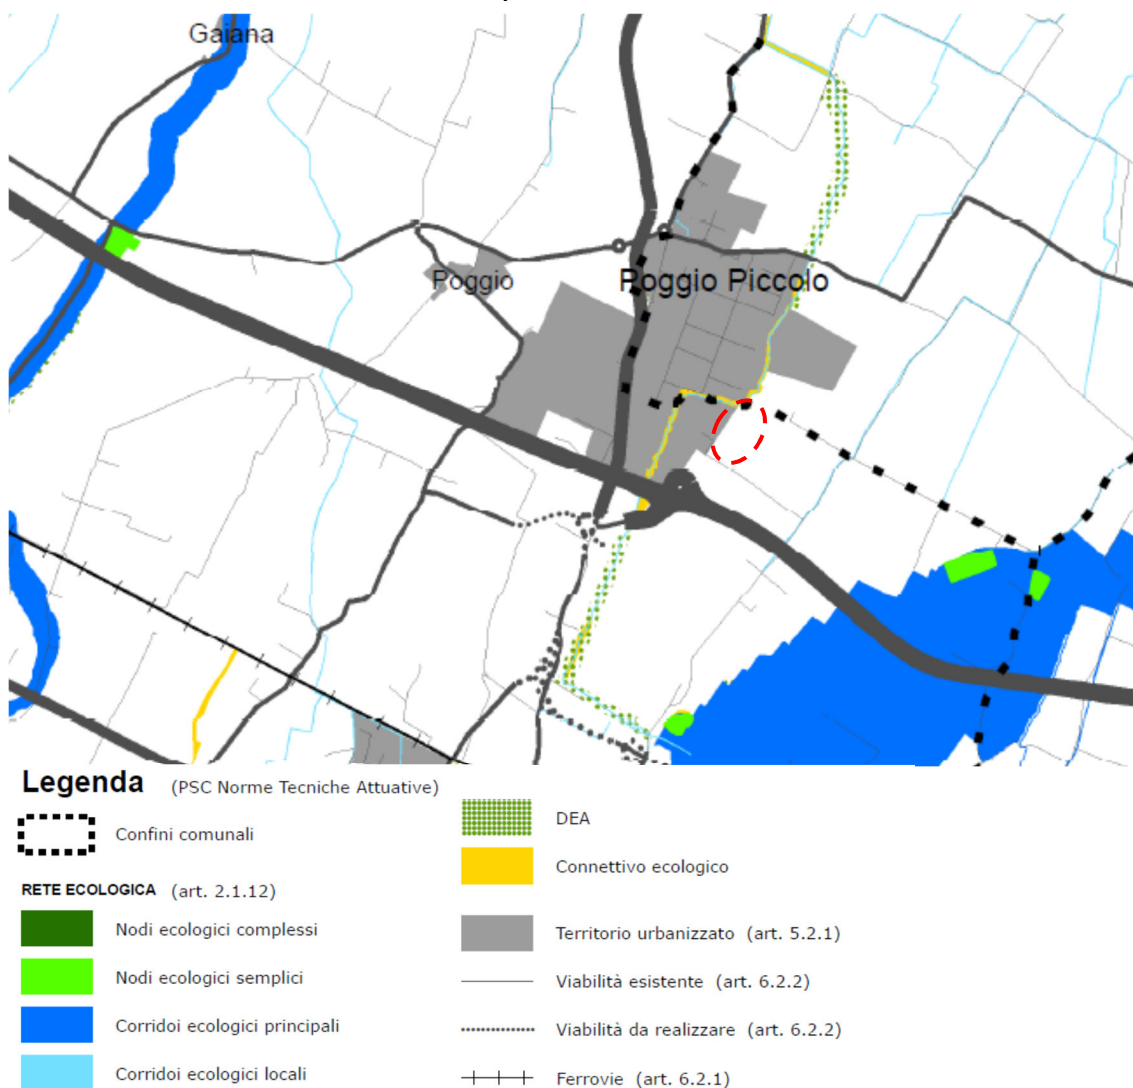 Gaiana
Poggio
Poggio Piccolo
Legenda (PSC Norme Tecniche Attuative)
Confini comunali
RETE ECOLOGICA (art. 2.1.12)
Nodi ecologici complessi
Nodi ecologici semplici
Corridoi ecologici principali
Corridoi ecologici locali
DEA
Connettivo ecologico
Territorio urbanizzato (art. 5.2.1)
Viabilità esistente (art. 6.2.2)
Viabilità da realizzare (art. 6.2.2)
Ferrovie (art. 6.2.1)